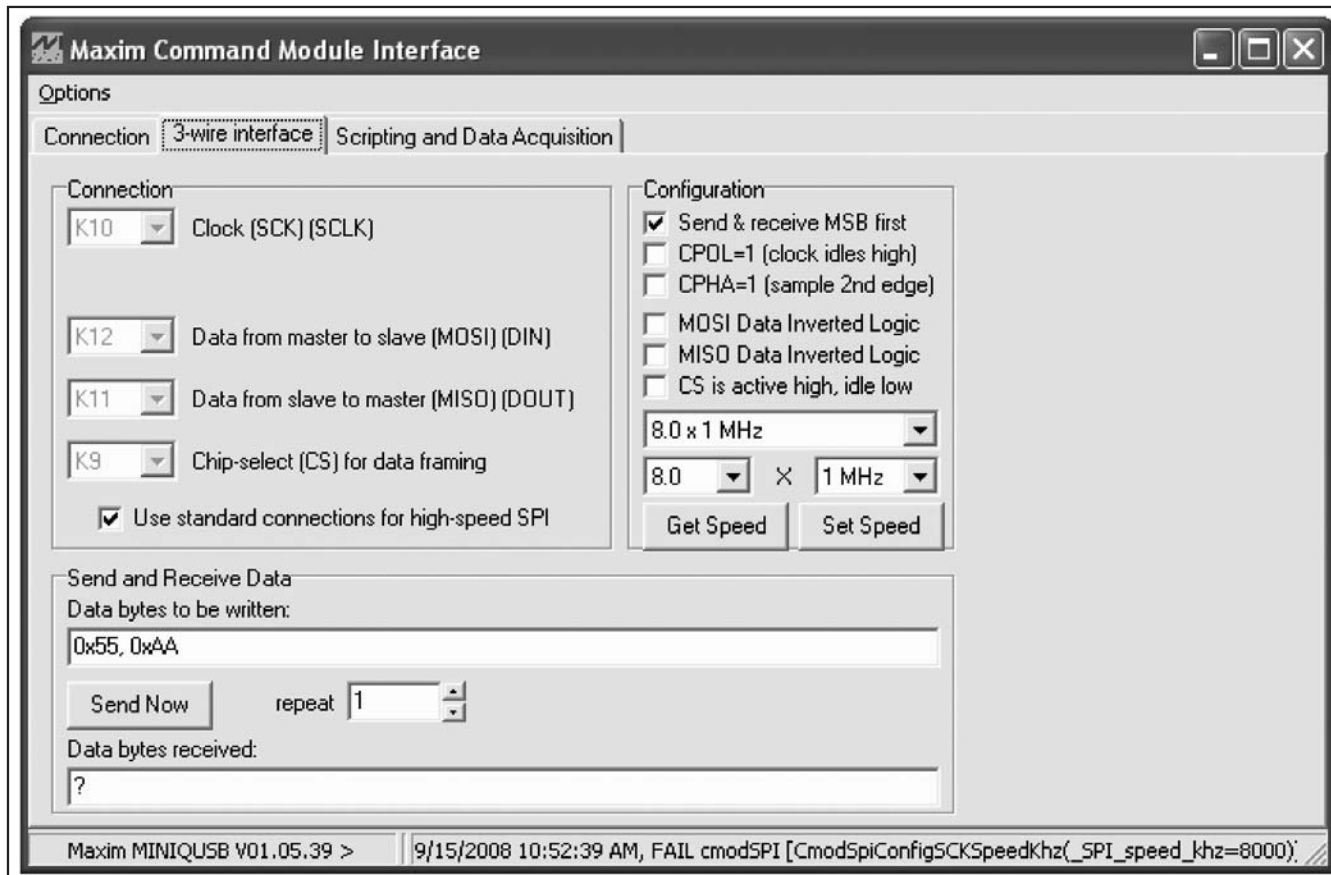 Maxim Command Module Interface
Options
Connection 3-wire interface Scripting and Data Acquisition
Connection
K10 Clock (SCK) (SCLK)
K12 Data from master to slave (MOSI) (DIN)
K11 Data from slave to master (MISO) (DOUT)
K9 Chip-select (CS) for data framing
Use standard connections for high-speed SPI
Configuration
Send & receive MSB first
CPOL=1 (clock idles high)
CPHA=1 (sample 2nd edge)
MOSI Data Inverted Logic
MISO Data Inverted Logic
CS is active high, idle low
8.0 x 1 MHz
8.0 X 1 MHz
Get Speed Set Speed
Send and Receive Data
Data bytes to be written:
0x55, 0xAA
Send Now repeat 1
Data bytes received:
?
Maxim MINIQUSB V01.05.39 > 9/15/2008 10:52:39 AM, FAIL cmodSPI [CmodSpiConfigSCKSpeedKhz(_SPI_speed_khz=8000)]